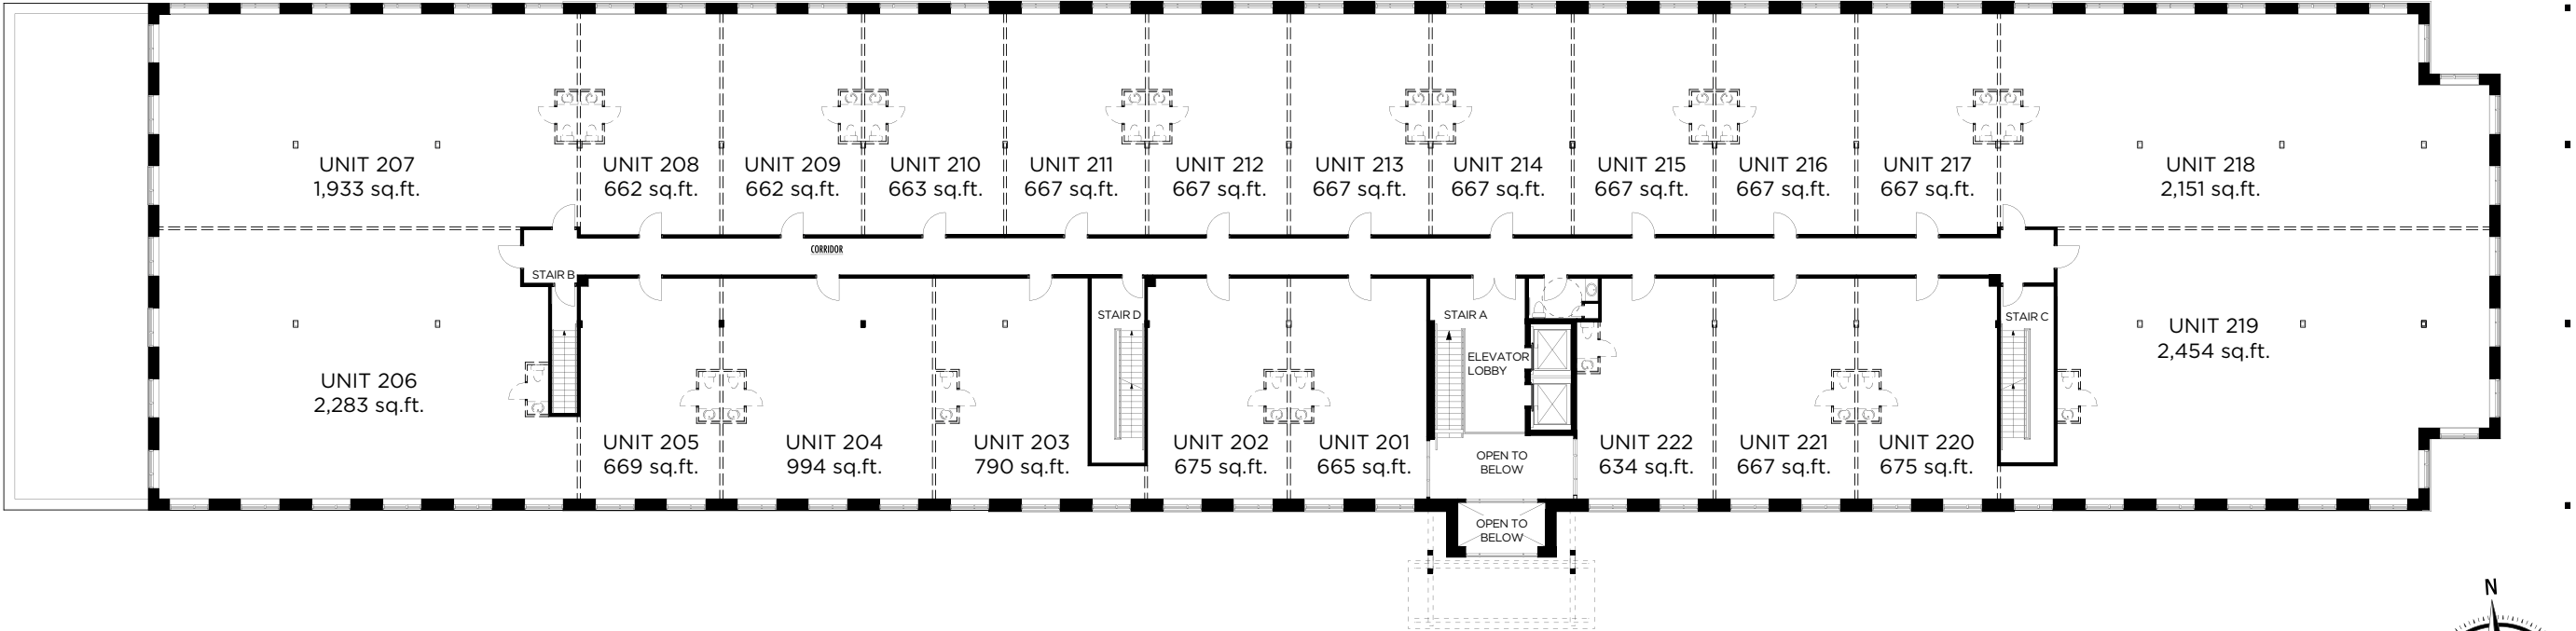 UNIT 207
1,933 sq.ft.
UNIT 208
662 sq.ft.
UNIT 209
662 sq.ft.
UNIT 210
663 sq.ft.
UNIT 211
667 sq.ft.
UNIT 212
667 sq.ft.
UNIT 213
667 sq.ft.
UNIT 214
667 sq.ft.
UNIT 215
667 sq.ft.
UNIT 216
667 sq.ft.
UNIT 217
667 sq.ft.
UNIT 218
2,151 sq.ft.
CORRIDOR
STAIR B
STAIR D
STAIR A
STAIR C
ELEVATOR
LOBBY
UNIT 219
2,454 sq.ft.
UNIT 206
2,283 sq.ft.
UNIT 205
669 sq.ft.
UNIT 204
994 sq.ft.
UNIT 203
790 sq.ft.
UNIT 202
675 sq.ft.
UNIT 201
665 sq.ft.
OPEN TO
BELOW
UNIT 222
634 sq.ft.
UNIT 221
667 sq.ft.
UNIT 220
675 sq.ft.
OPEN TO
BELOW
N